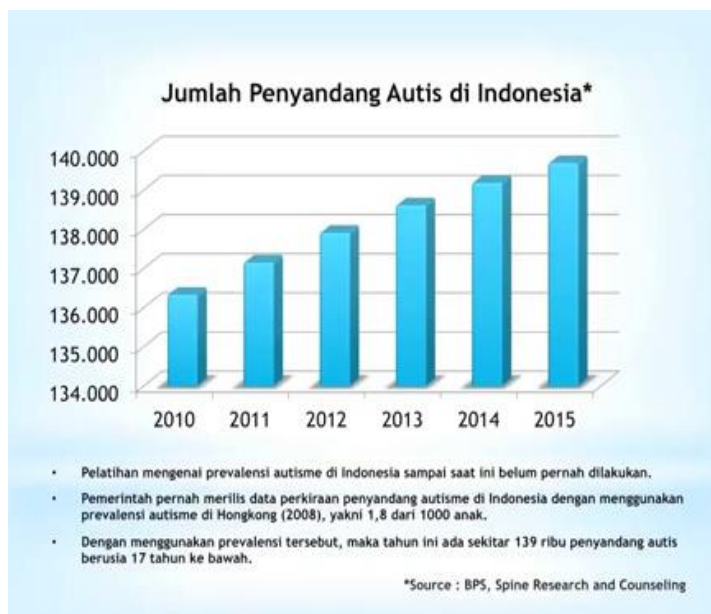 Jumlah Penyandang Autis di Indonesia*
140.000
139.000
138.000
137.000
136.000
135.000
134.000
2010 2011 2012 2013 2014 2015
• Pelatihan mengenai prevalensi autisme di Indonesia sampai saat ini belum pernah dilakukan.
• Pemerintah pernah merilis data perkiraan penyandang autisme di Indonesia dengan menggunakan
prevalensi autisme di Hongkong (2008), yakni 1,8 dari 1000 anak.
• Dengan menggunakan prevalensi tersebut, maka tahun ini ada sekitar 139 ribu penyandang autis
berusia 17 tahun ke bawah.
*Source : BPS, Spine Research and Counseling